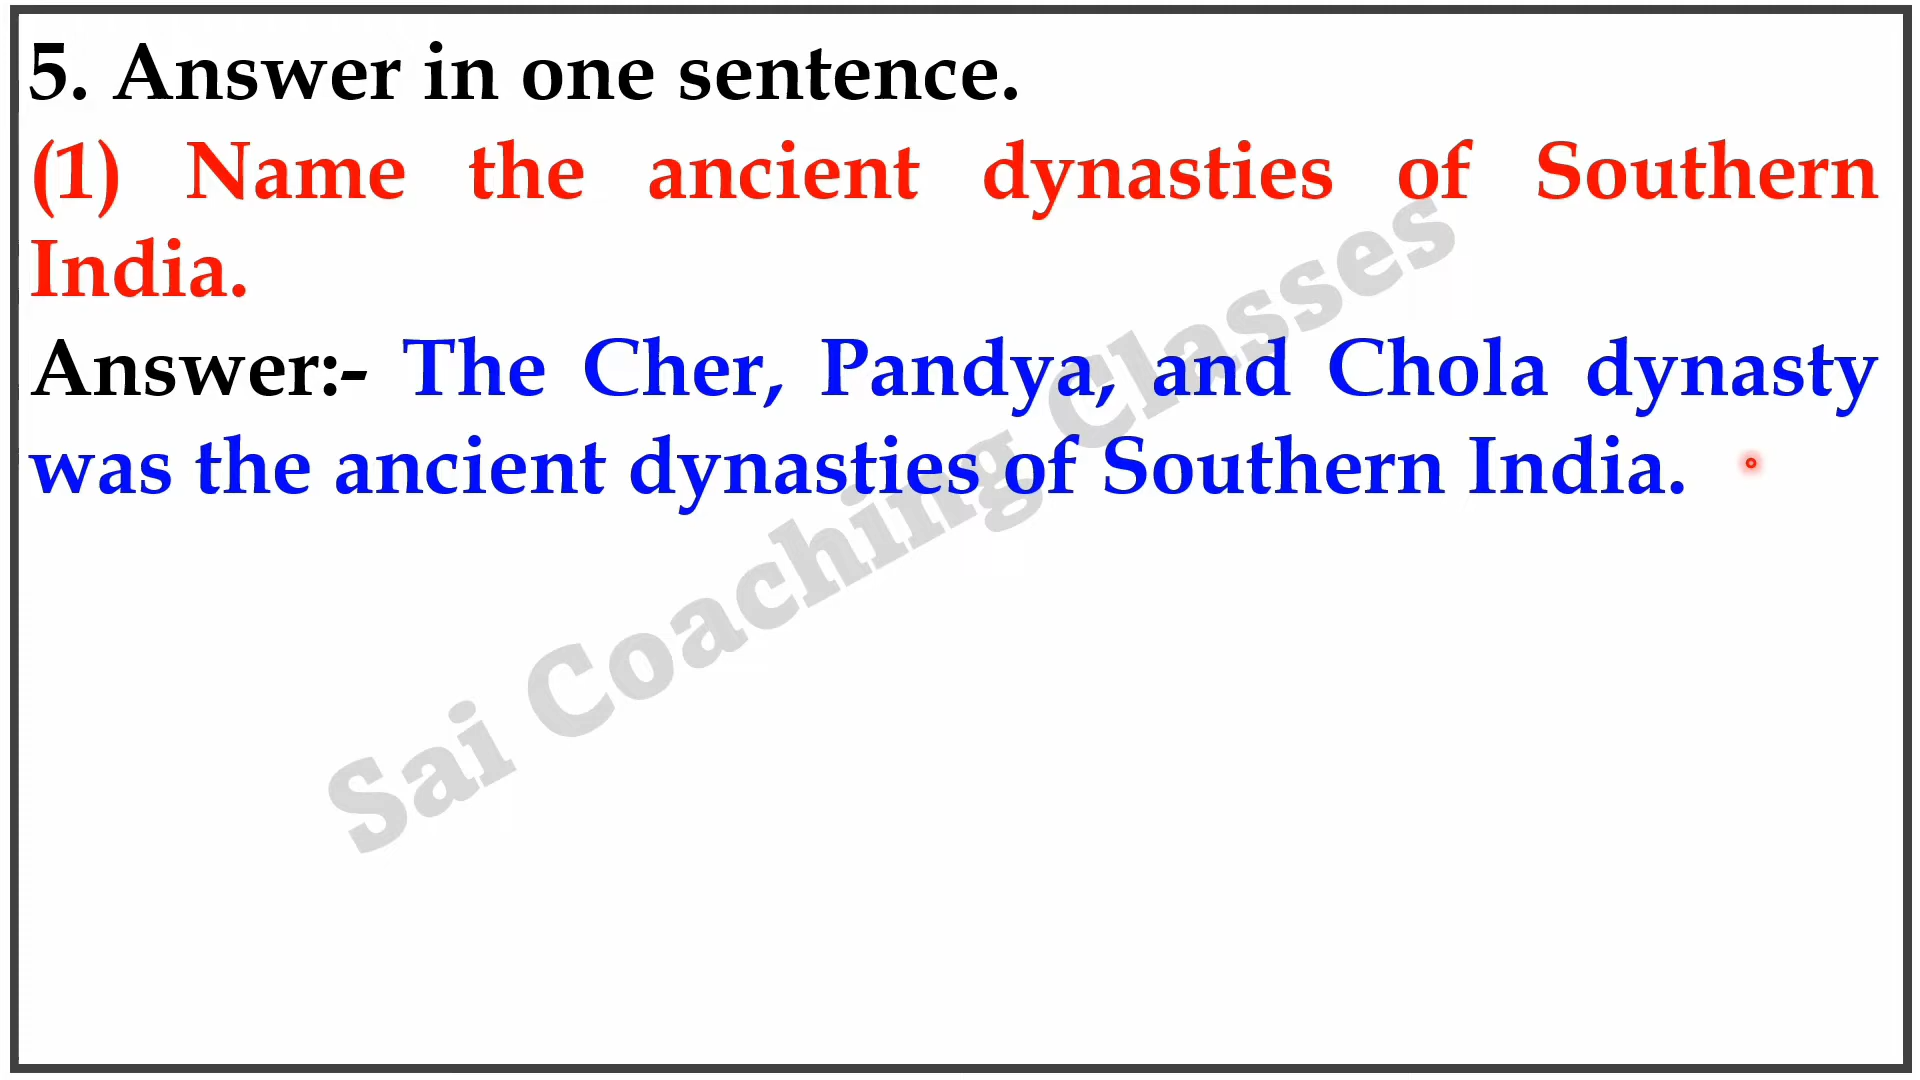 5. Answer in one sentence.
(1) Name the ancient dynasties of Southern
India.
Answer:- The Cher, Pandya, and Chola dynasty
was the ancient dynasties of Southern India.
Sai Coaching Classes